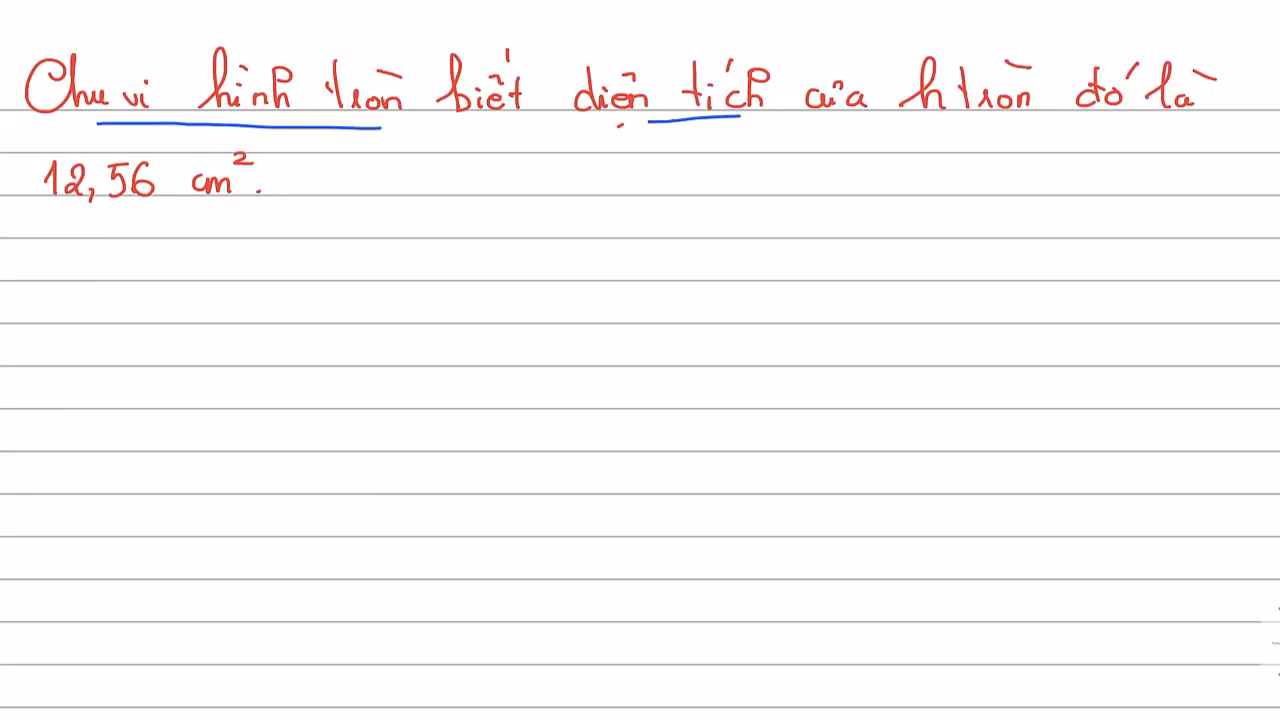 Chu vi hình tròn biết diện tích của h tròn đó là
12,56 cm².